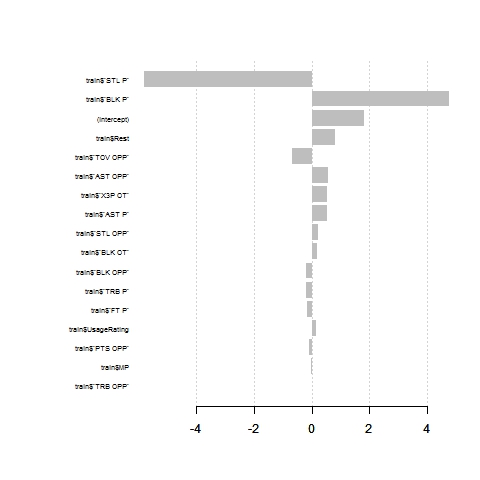 train$`STL P`
train$`BLK P`
(Intercept)
train$Rest
train$`TOV OPP`
train$`AST OPP`
train$`X3P OT`
train$`AST P`
train$`STL OPP`
train$`BLK OT`
train$`BLK OPP`
train$`TRB P`
train$`FT P`
train$UsageRating
train$`PTS OPP`
train$MP
train$`TRB OPP`
-4 -2 0 2 4